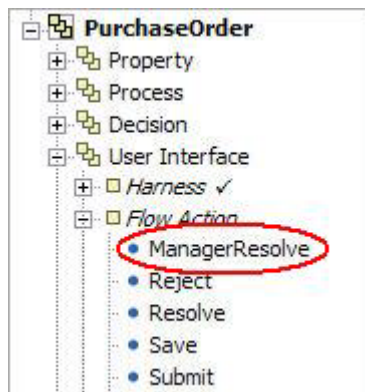 PurchaseOrder
Property
Process
Decision
User Interface
Harness ✓
Flow Action
ManagerResolve
Reject
Resolve
Save
Submit